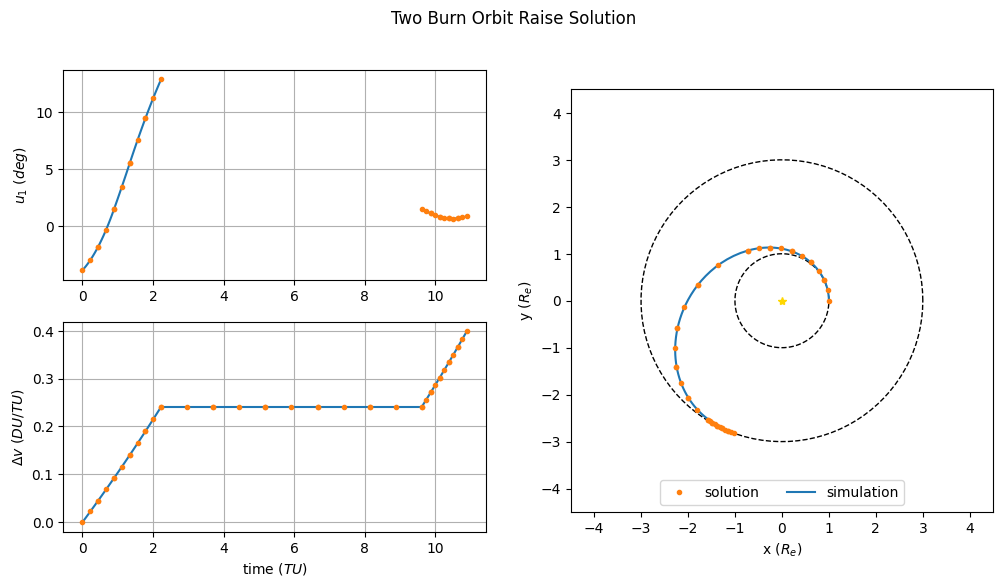 Two Burn Orbit Raise Solution
u₁ (deg)
10
5
0
0 2 4 6 8 10
Δv (DU/TU)
0.4
0.3
0.2
0.1
0.0
0 2 4 6 8 10
time (TU)
y (Rₑ)
4
3
2
1
0
−1
−2
−3
−4
solution simulation
−4 −3 −2 −1 0 1 2 3 4
x (Rₑ)